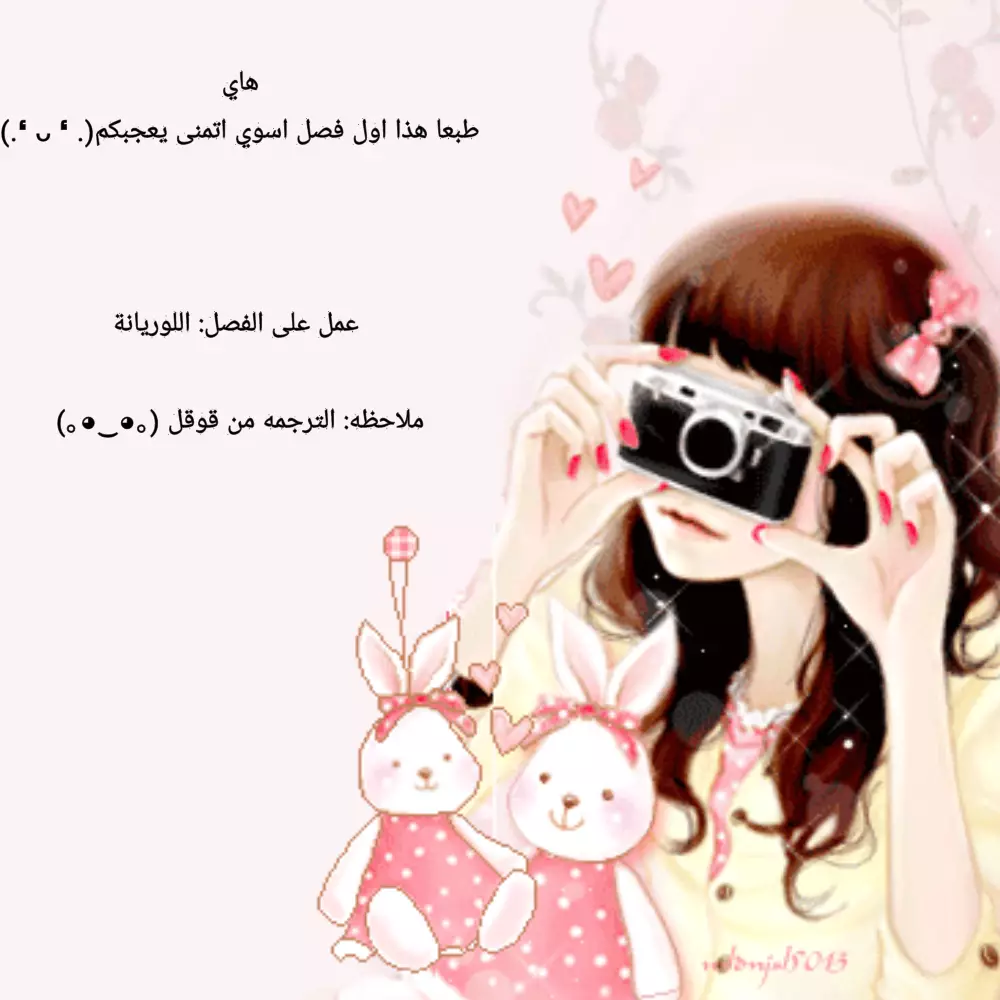 هاي
طبعا هذا اول فصل اسوي اتمنى يعجبكم(. ❛ ᴗ ❛.)
عمل على الفصل: اللوريانة
ملاحظه: الترجمه من قوقل (｡◕‿◕｡)